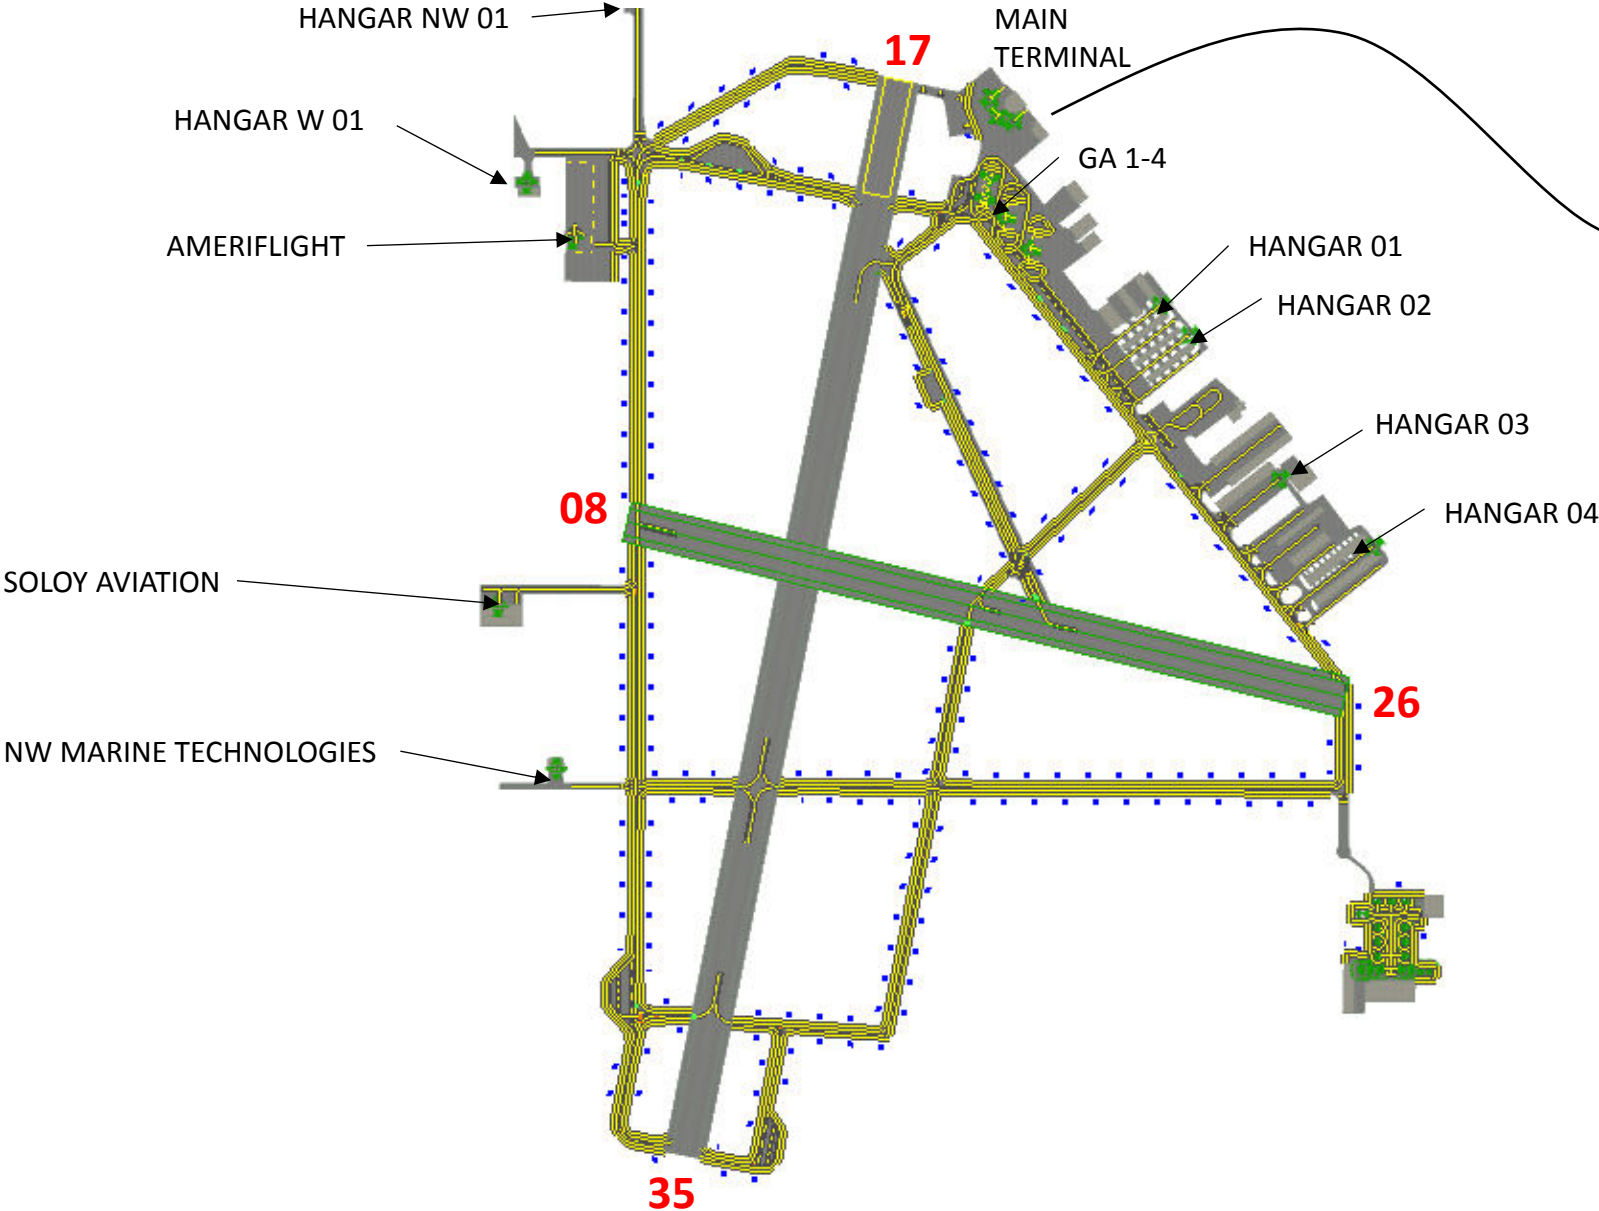 HANGAR NW 01
17
MAIN
TERMINAL
HANGAR W 01
GA 1-4
AMERIFLIGHT
HANGAR 01
HANGAR 02
HANGAR 03
08
HANGAR 04
SOLOY AVIATION
26
NW MARINE TECHNOLOGIES
35